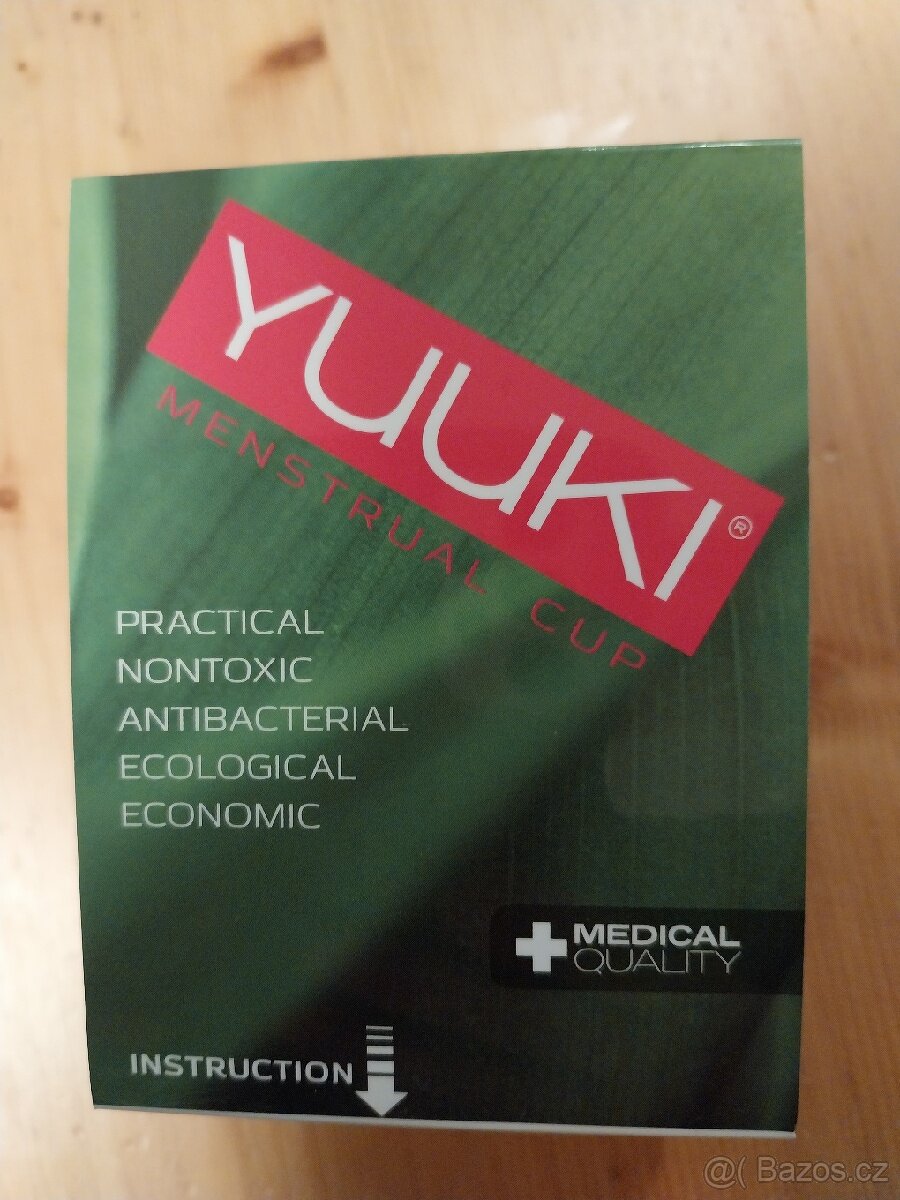 YUUKI®
MENSTRUAL CUP
PRACTICAL
NONTOXIC
ANTIBACTERIAL
ECOLOGICAL
ECONOMIC
MEDICAL
QUALITY
INSTRUCTION
@( Bazos.cz